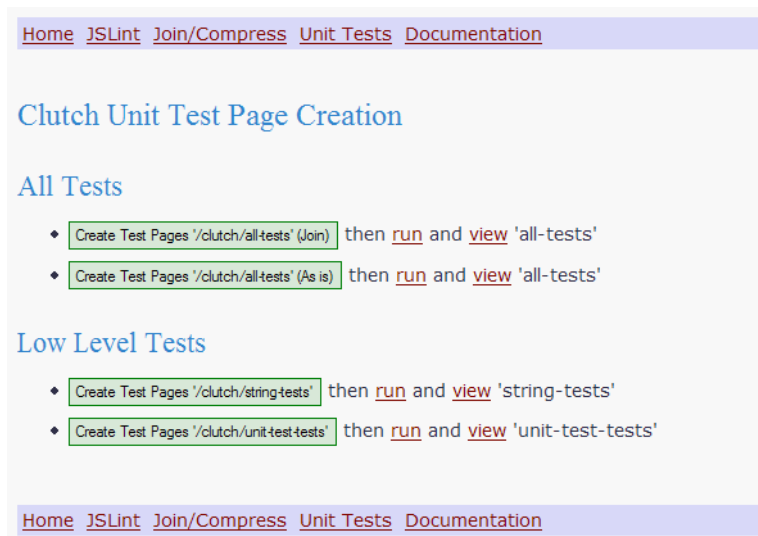 Home JSLint Join/Compress Unit Tests Documentation
Clutch Unit Test Page Creation
All Tests
Create Test Pages '/clutch/all-tests' (Join) then run and view 'all-tests'
Create Test Pages '/clutch/all-tests' (As is) then run and view 'all-tests'
Low Level Tests
Create Test Pages '/clutch/string-tests' then run and view 'string-tests'
Create Test Pages '/clutch/unit-test-tests' then run and view 'unit-test-tests'
Home JSLint Join/Compress Unit Tests Documentation